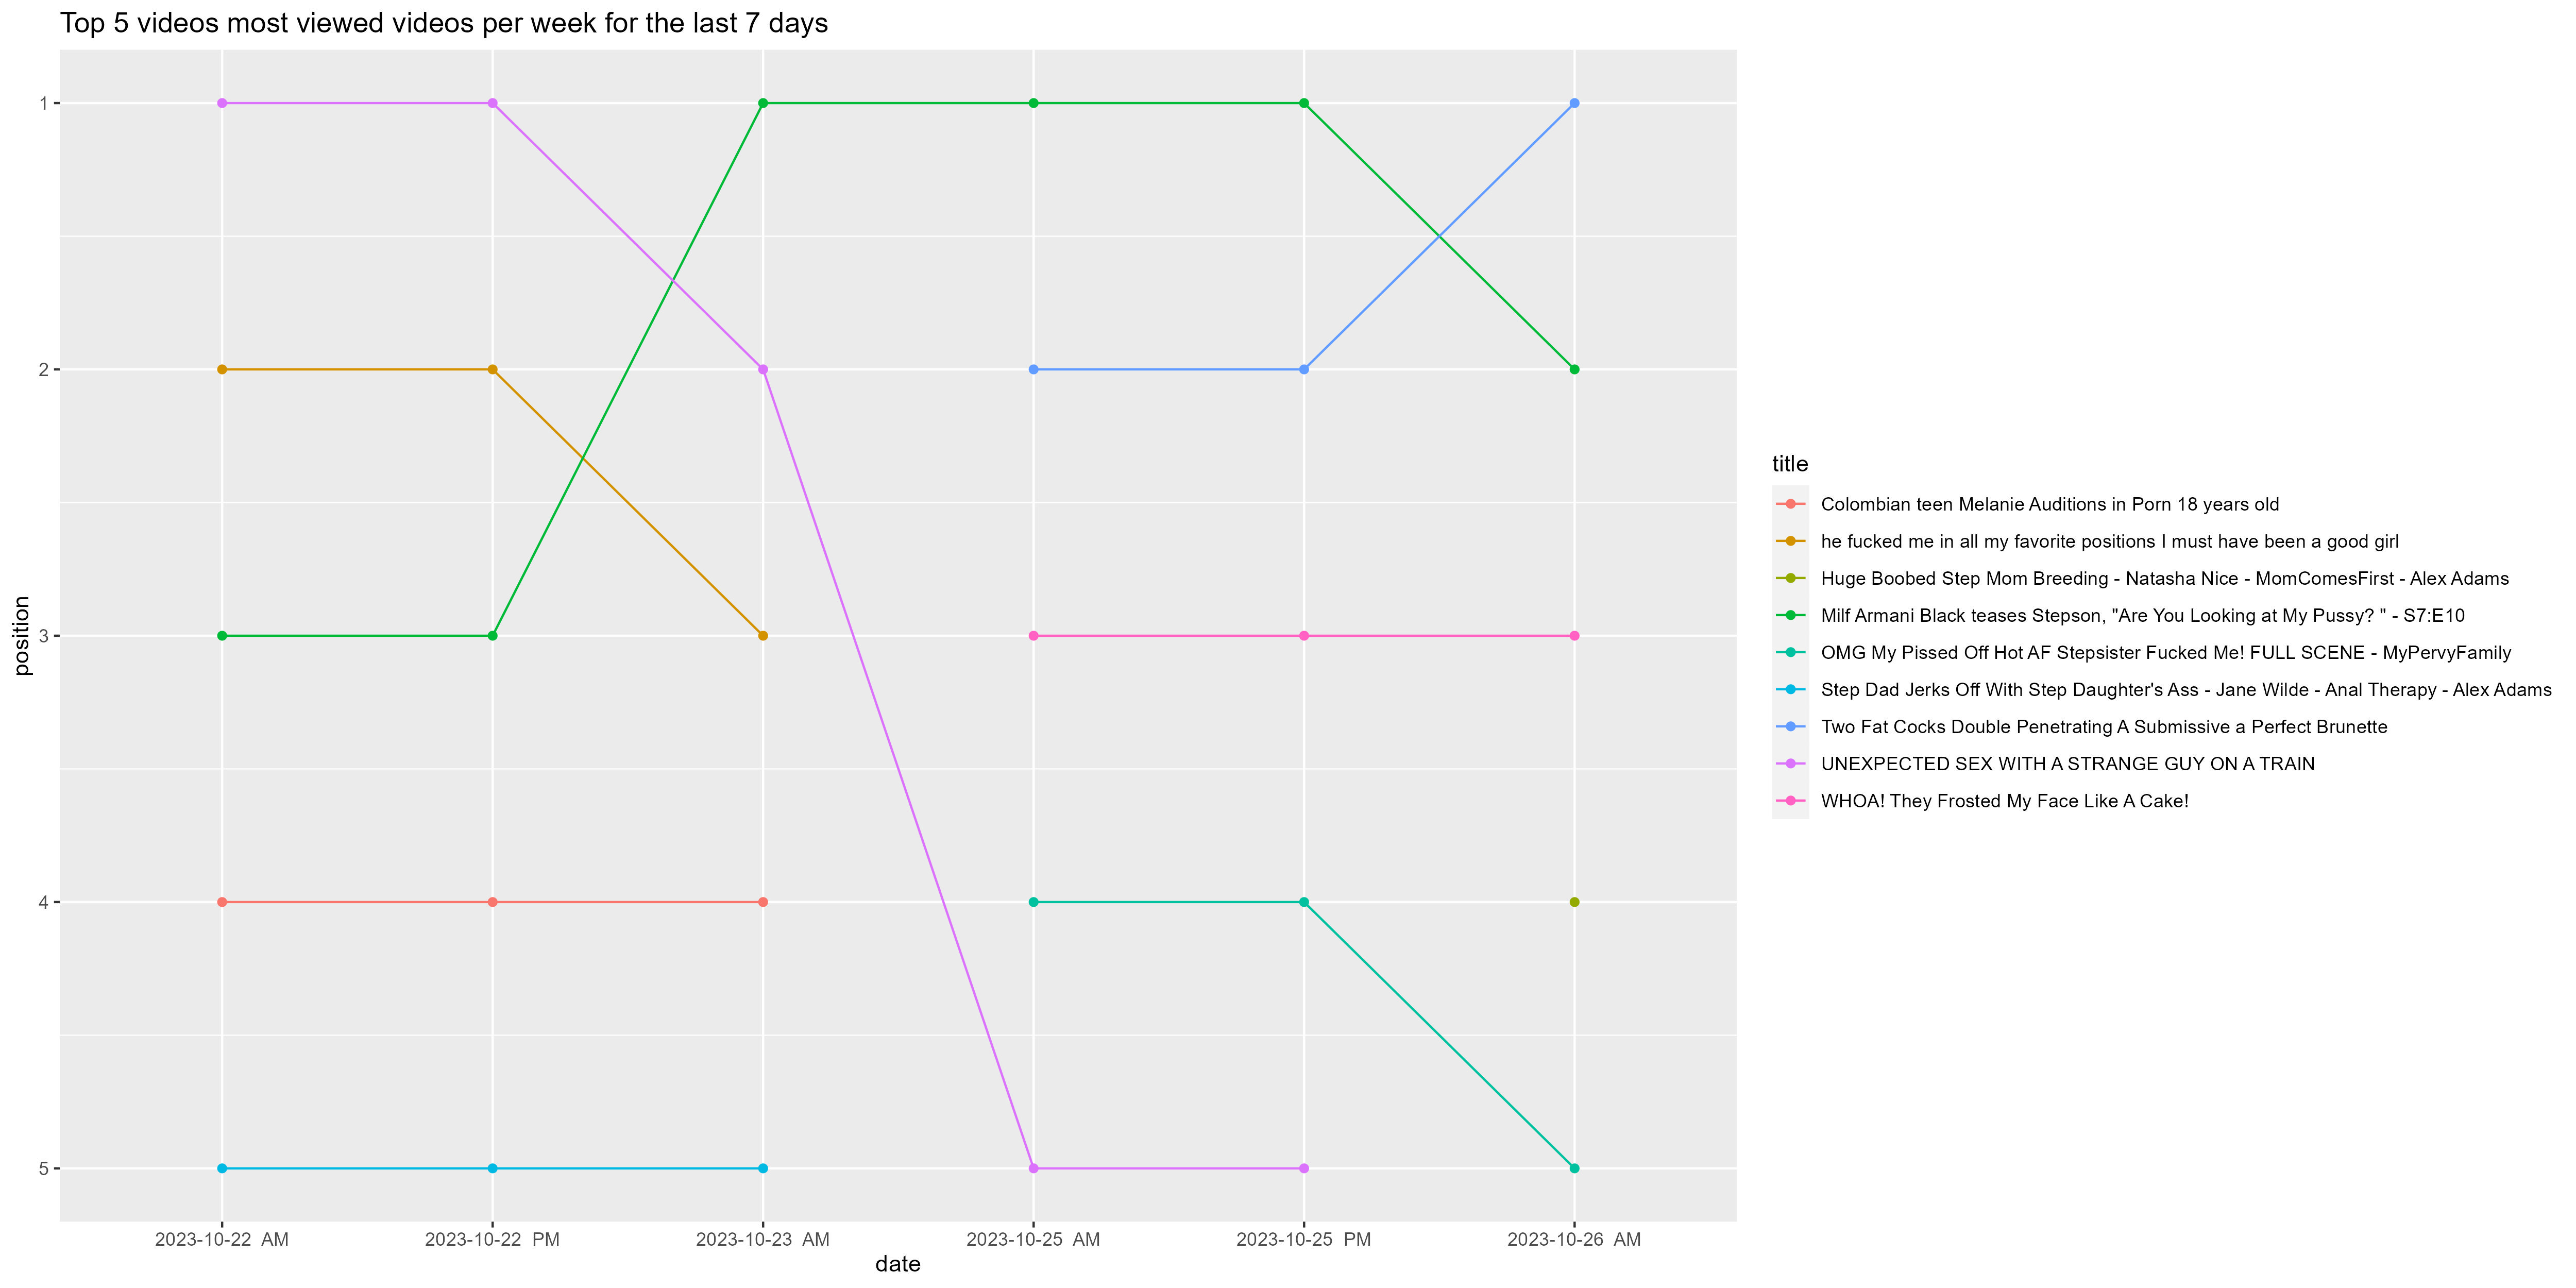 Top 5 videos most viewed videos per week for the last 7 days
1
2
3
4
5
position
2023-10-22  AM
2023-10-22  PM
2023-10-23  AM
2023-10-25  AM
2023-10-25  PM
2023-10-26  AM
date
title
Colombian teen Melanie Auditions in Porn 18 years old
he fucked me in all my favorite positions I must have been a good girl
Huge Boobed Step Mom Breeding - Natasha Nice - MomComesFirst - Alex Adams
Milf Armani Black teases Stepson, "Are You Looking at My Pussy? " - S7:E10
OMG My Pissed Off Hot AF Stepsister Fucked Me! FULL SCENE - MyPervyFamily
Step Dad Jerks Off With Step Daughter's Ass - Jane Wilde - Anal Therapy - Alex Adams
Two Fat Cocks Double Penetrating A Submissive a Perfect Brunette
UNEXPECTED SEX WITH A STRANGE GUY ON A TRAIN
WHOA! They Frosted My Face Like A Cake!